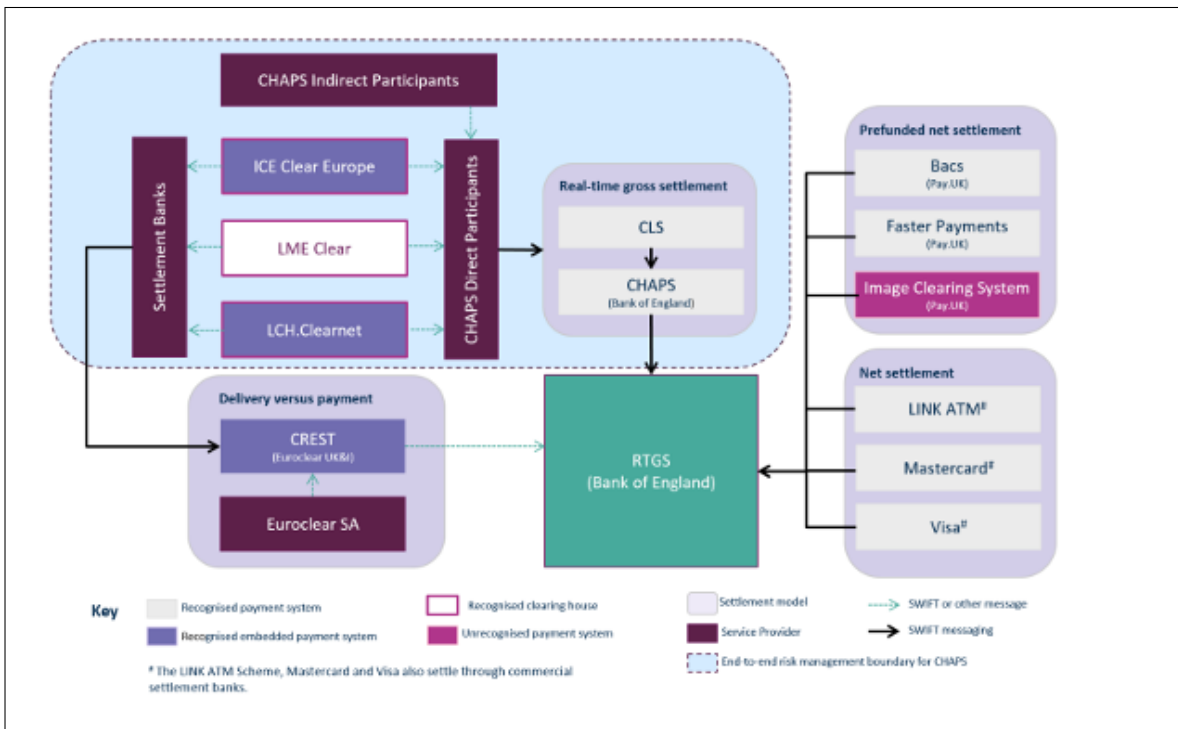 CHAPS Indirect Participants
Settlement Banks
ICE Clear Europe
LME Clear
LCH.Clearnet
CHAPS Direct Participants
Real-time gross settlement
CLS
CHAPS
(Bank of England)
Prefunded net settlement
Bacs
(Pay.UK)
Faster Payments
(Pay.UK)
Image Clearing System
(Pay.UK)
Delivery versus payment
CREST
(Euroclear UK&I)
Euroclear SA
RTGS
(Bank of England)
Net settlement
LINK ATM#
Mastercard#
Visa#
Key
Recognised payment system
Recognised embedded payment system
Recognised clearing house
Unrecognised payment system
Settlement model
Service Provider
End-to-end risk management boundary for CHAPS
SWIFT or other message
SWIFT messaging
# The LINK ATM Scheme, Mastercard and Visa also settle through commercial
settlement banks.